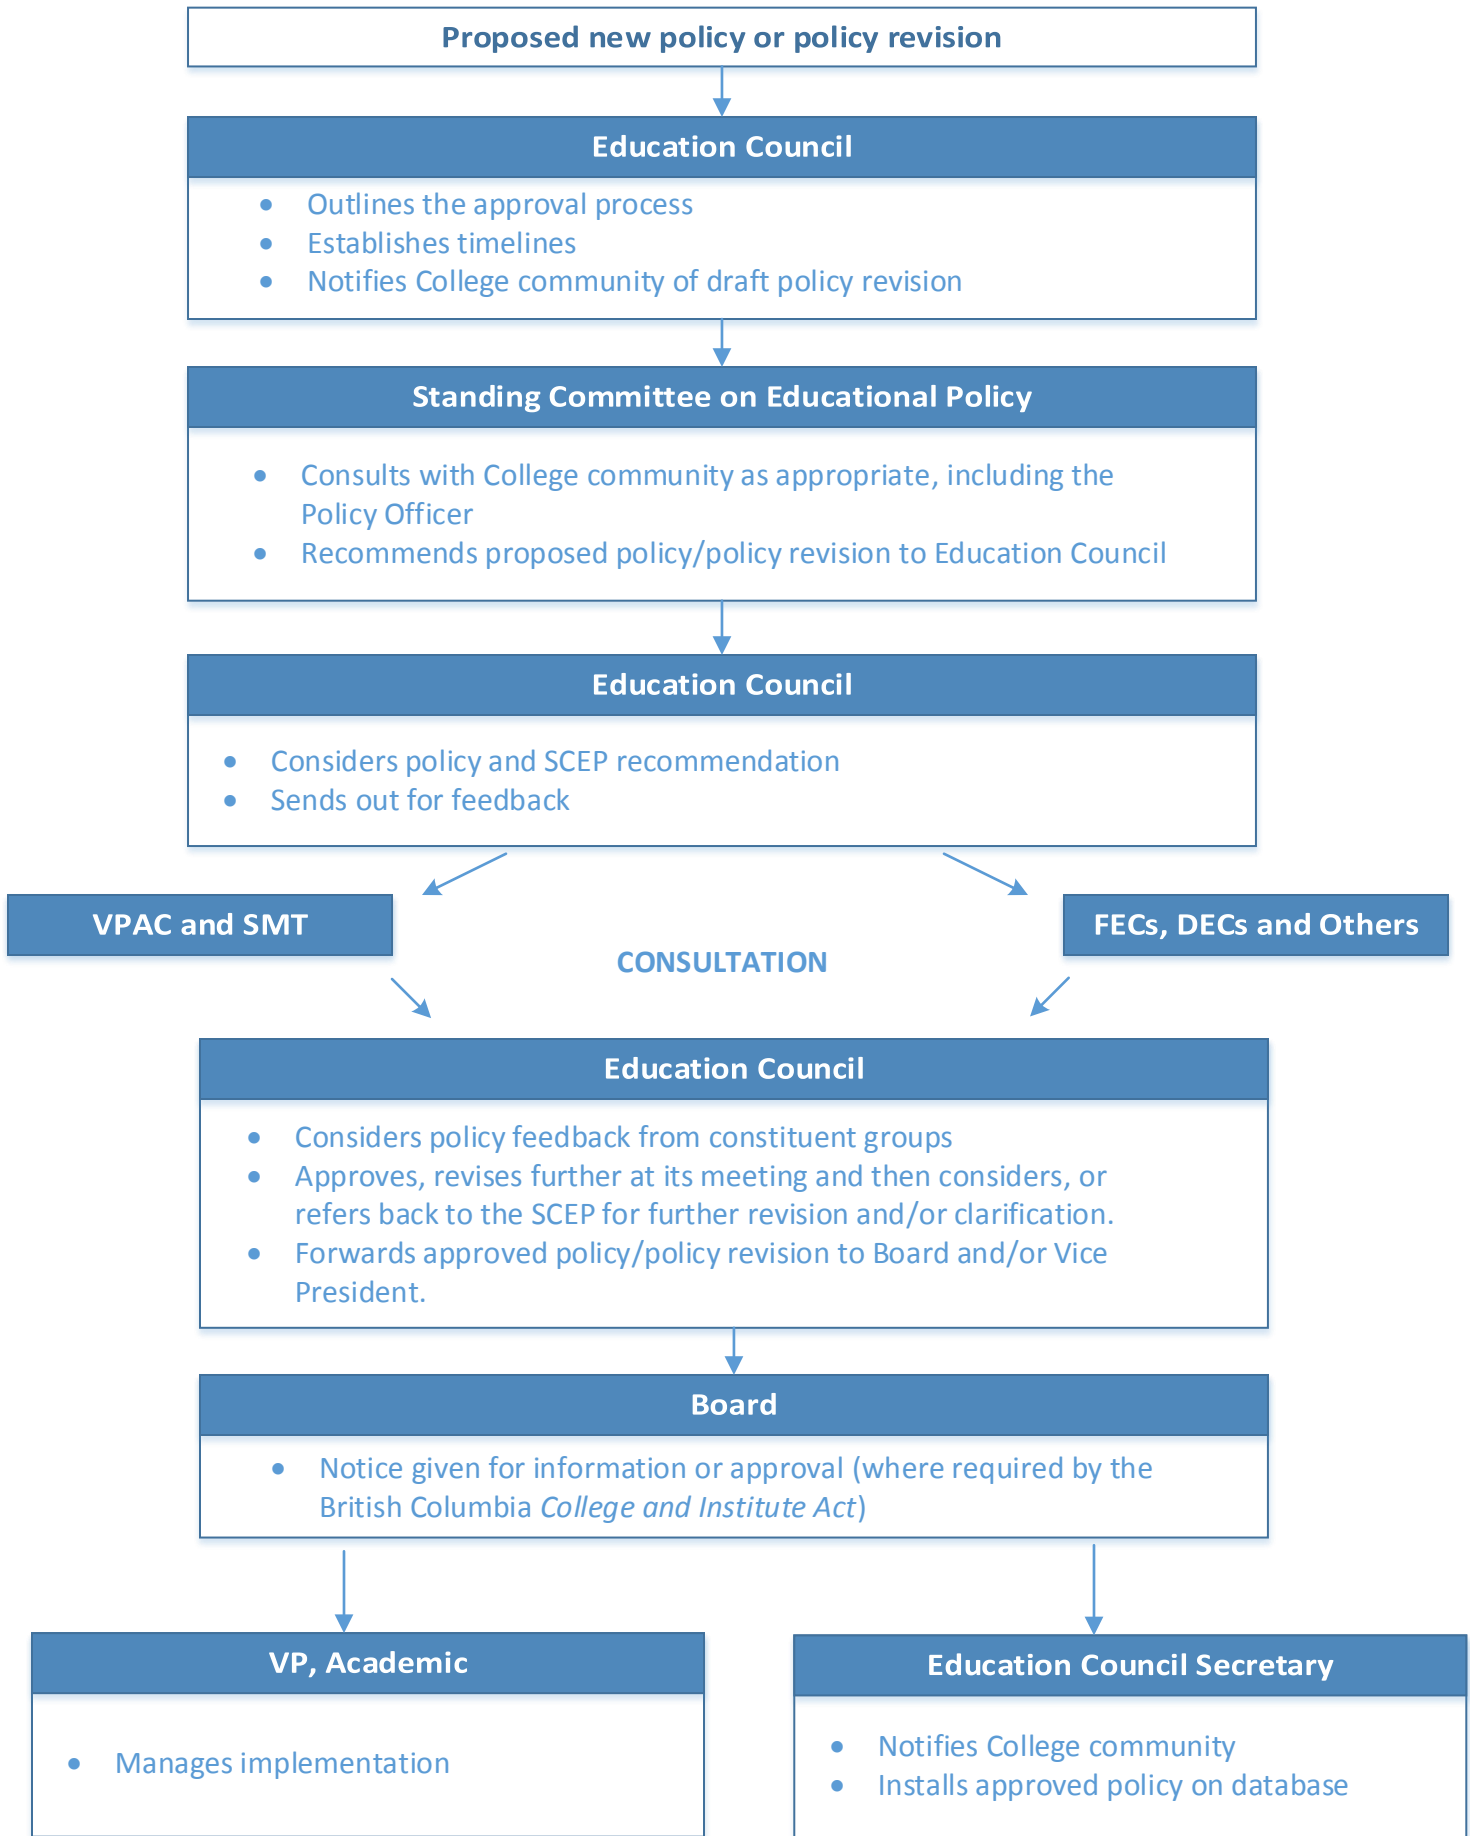 Proposed new policy or policy revision
Education Council
• Outlines the approval process
• Establishes timelines
• Notifies College community of draft policy revision
Standing Committee on Educational Policy
• Consults with College community as appropriate, including the
Policy Officer
• Recommends proposed policy/policy revision to Education Council
Education Council
• Considers policy and SCEP recommendation
• Sends out for feedback
VPAC and SMT
FECs, DECs and Others
CONSULTATION
Education Council
• Considers policy feedback from constituent groups
• Approves, revises further at its meeting and then considers, or
refers back to the SCEP for further revision and/or clarification.
• Forwards approved policy/policy revision to Board and/or Vice
President.
Board
• Notice given for information or approval (where required by the
British Columbia College and Institute Act)
VP, Academic
• Manages implementation
Education Council Secretary
• Notifies College community
• Installs approved policy on database